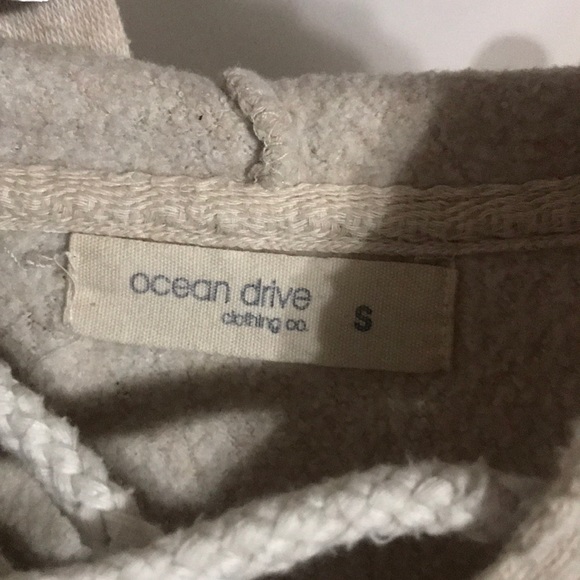 ocean drive
clothing co.
S